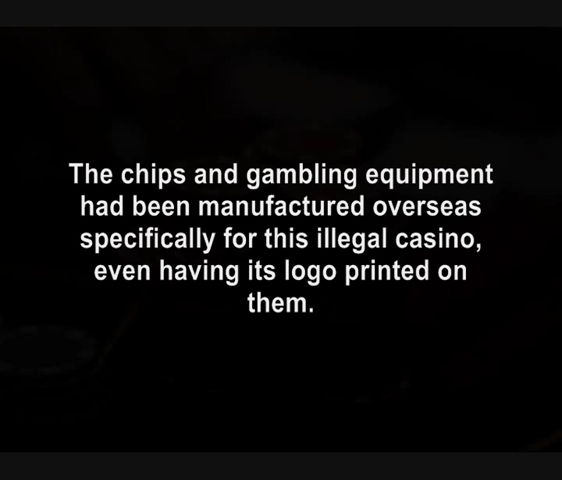 The chips and gambling equipment
had been manufactured overseas
specifically for this illegal casino,
even having its logo printed on
them.